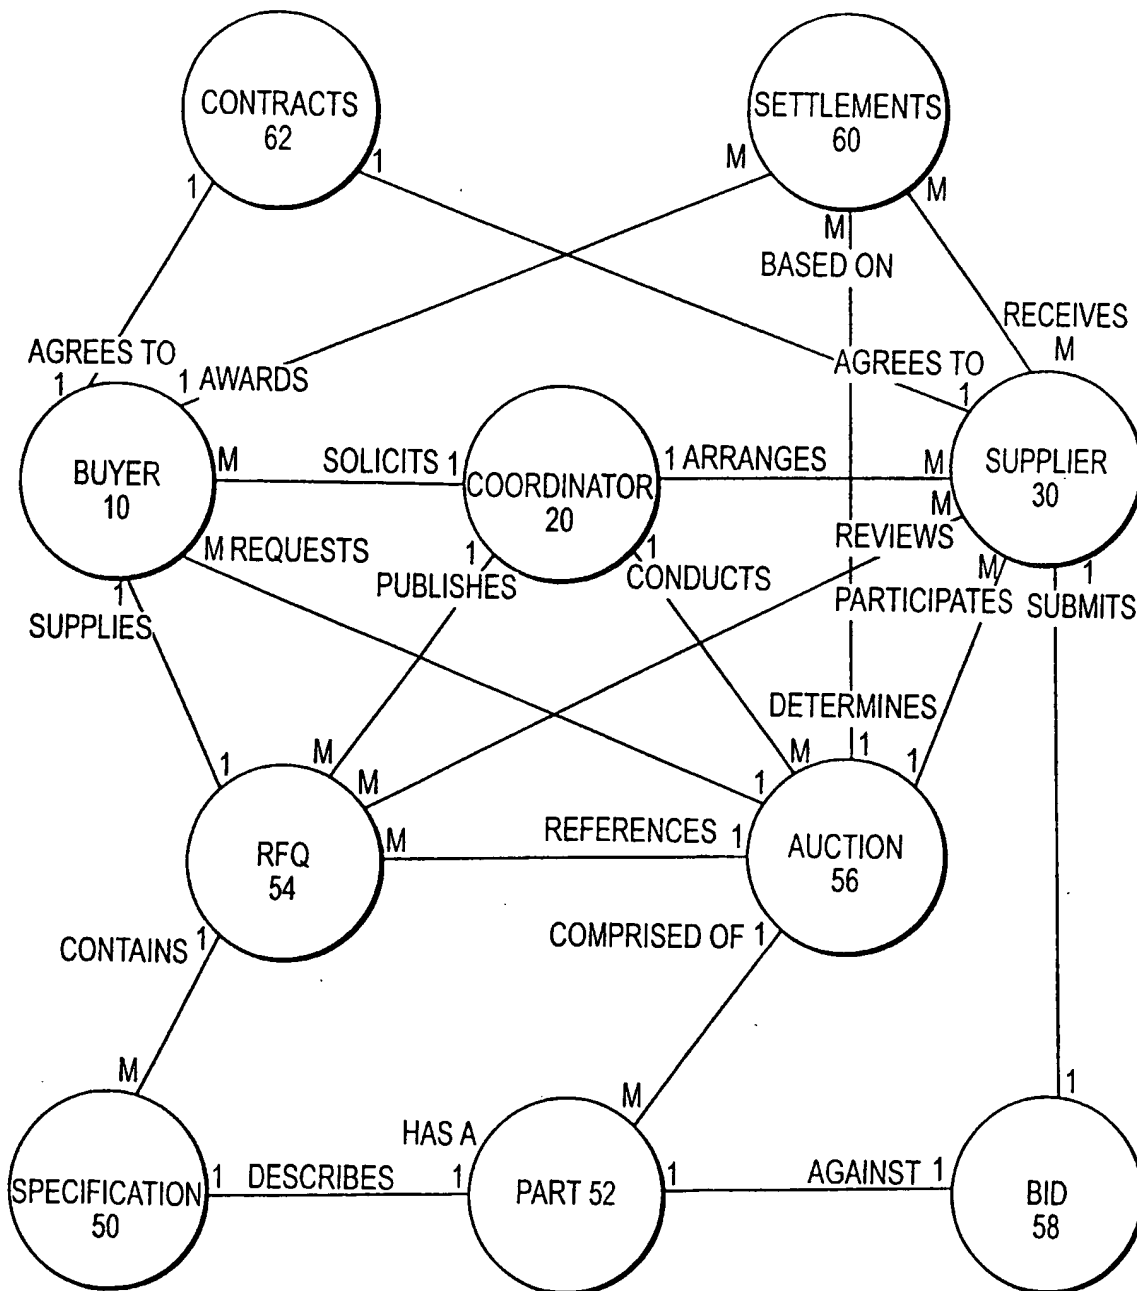 CONTRACTS
62
SETTLEMENTS
60
1
1
M
M
M
BASED ON
RECEIVES
M
AGREES TO
1
1 AWARDS
AGREES TO
1
BUYER
10
M
SOLICITS 1
COORDINATOR
20
1 ARRANGES
M
SUPPLIER
30
M
M REQUESTS
1
1
REVIEWS
PUBLISHES
CONDUCTS
M
1
1
SUPPLIES
PARTICIPATES
SUBMITS
DETERMINES
M
M
1
1
1
M
1
RFQ
54
M
REFERENCES 1
AUCTION
56
CONTAINS 1
COMPRISED OF 1
M
M
1
HAS A
SPECIFICATION
50
1 DESCRIBES
1
PART 52
1
AGAINST 1
BID
58